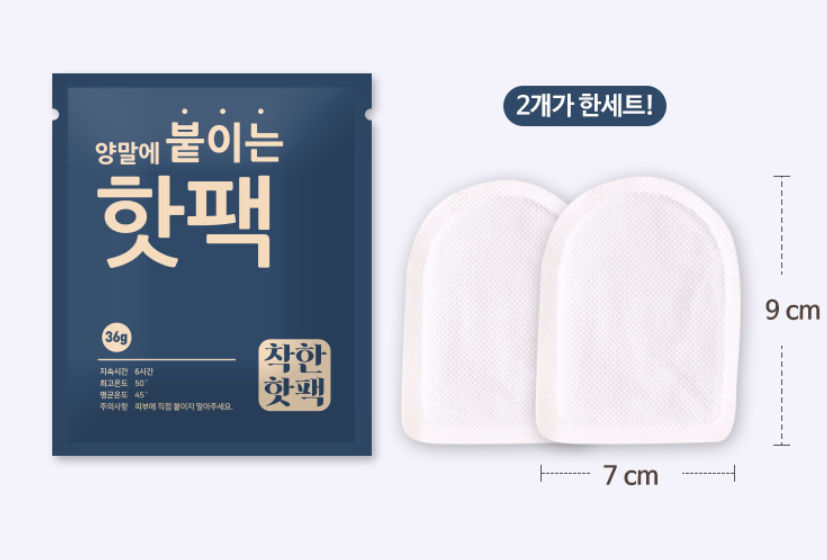 양말에 붙이는
핫팩
36g
지속시간 6시간
최고온도 50°
평균온도 45°
주의사항 피부에 직접 붙이지 말아주세요.
착한
핫팩
2개가 한세트!
9 cm
7 cm